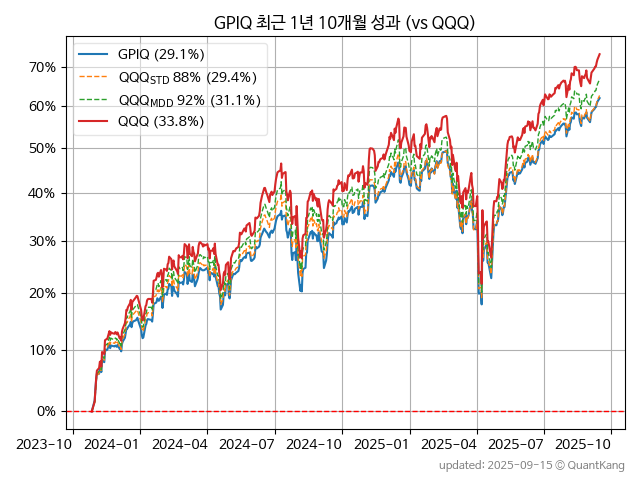 GPIQ 최근 1년 10개월 성과 (vs QQQ)
GPIQ (29.1%)
QQQSTD 88% (29.4%)
QQQMDD 92% (31.1%)
QQQ (33.8%)
70%
60%
50%
40%
30%
20%
10%
0%
2023-10 2024-01 2024-04 2024-07 2024-10 2025-01 2025-04 2025-07 2025-10
updated: 2025-09-15 © QuantKang